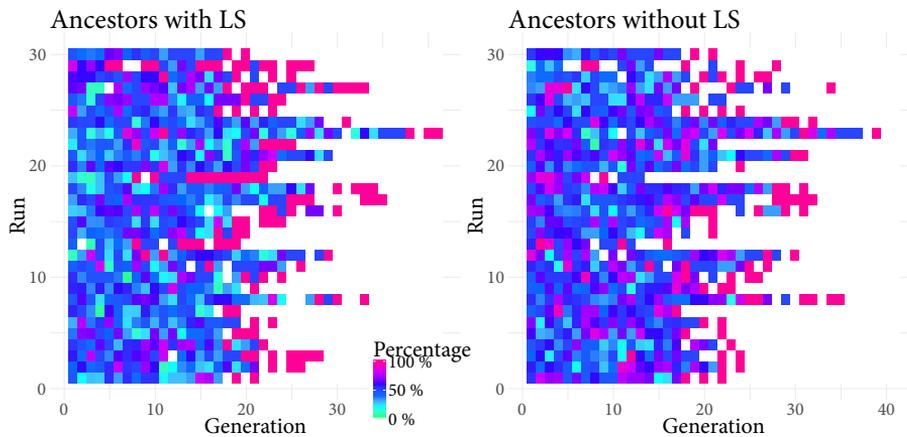 Ancestors with LS
Ancestors without LS
30
20
10
0
Run
0 10 20 30
Generation
Percentage
100 %
50 %
0 %
30
20
10
0
Run
0 10 20 30 40
Generation